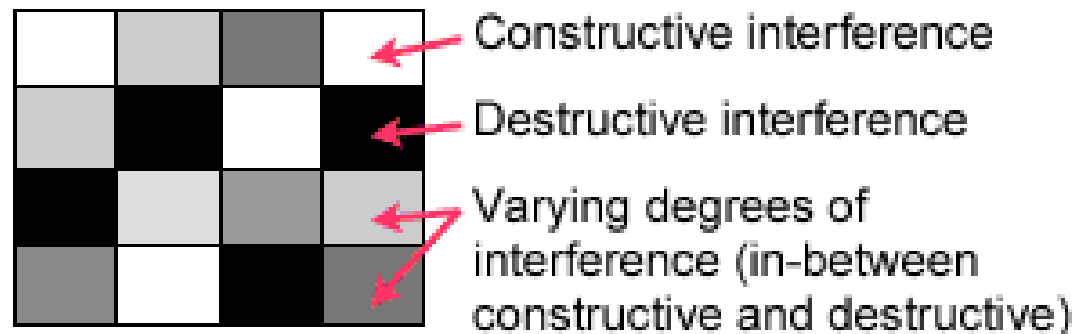 Constructive interference
Destructive interference
Varying degrees of
interference (in-between
constructive and destructive)